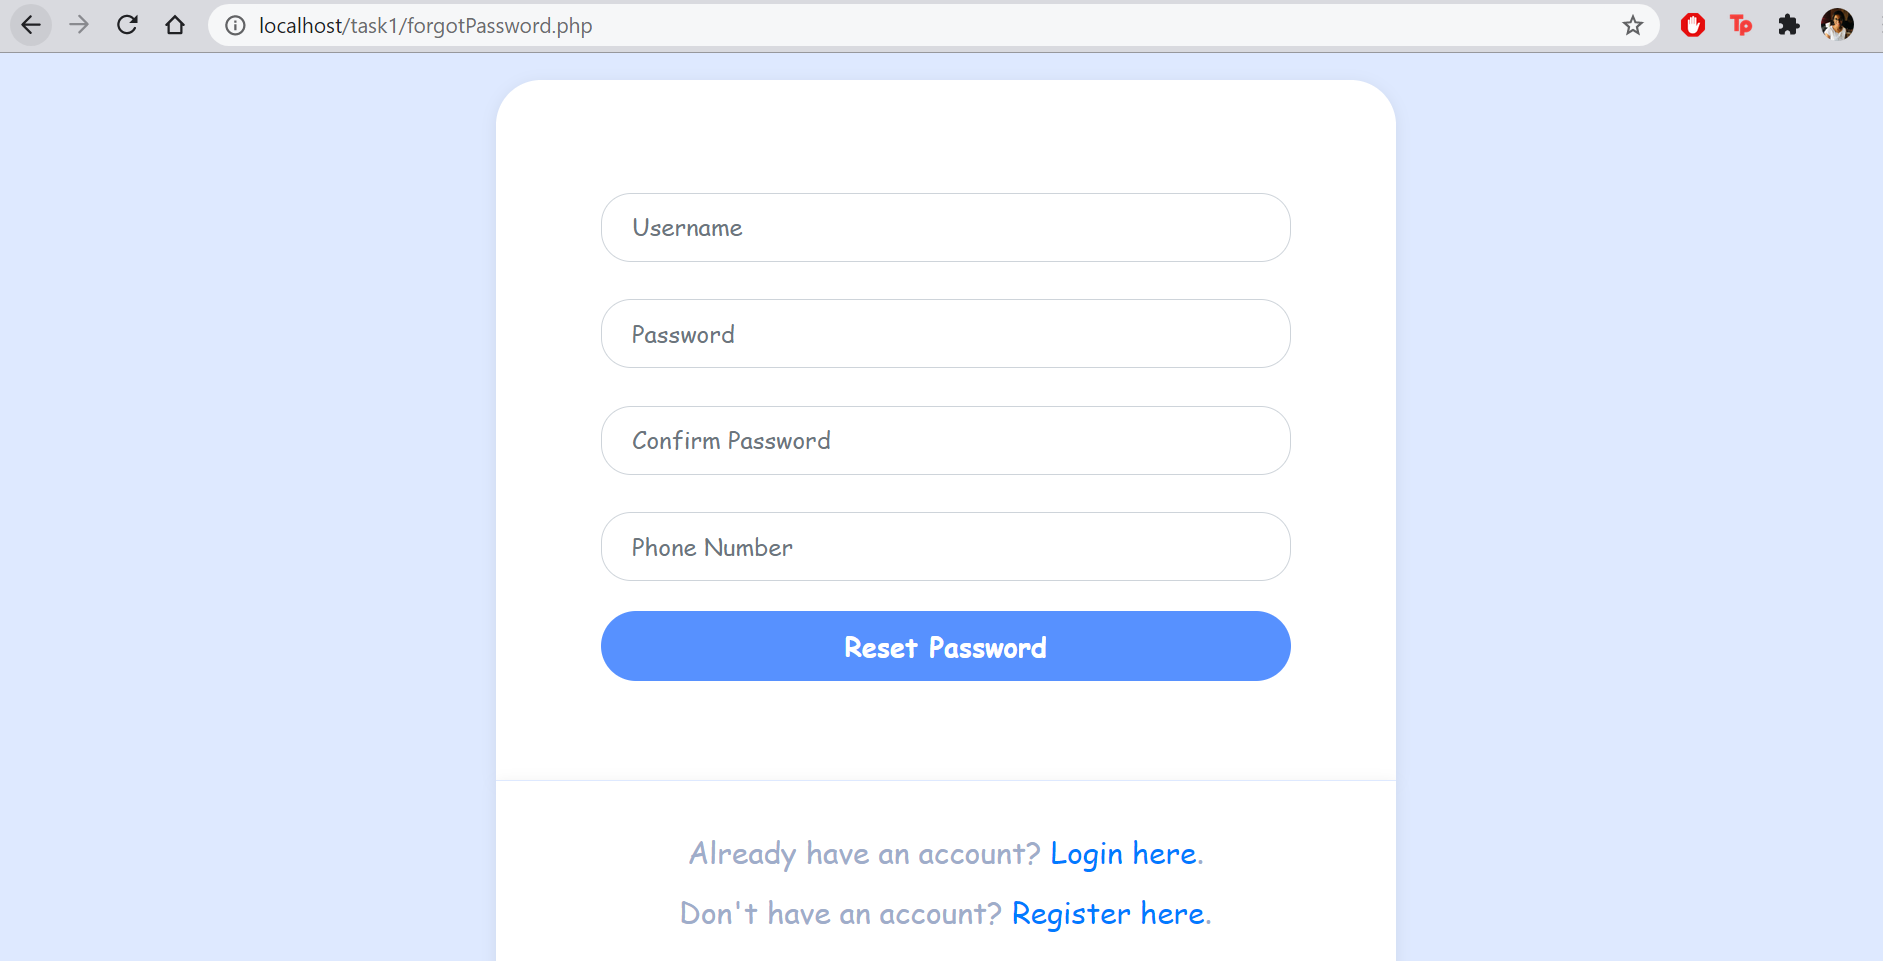 localhost/task1/forgotPassword.php
Tp
Username
Password
Confirm Password
Phone Number
Reset Password
Already have an account? Login here.
Don't have an account? Register here.